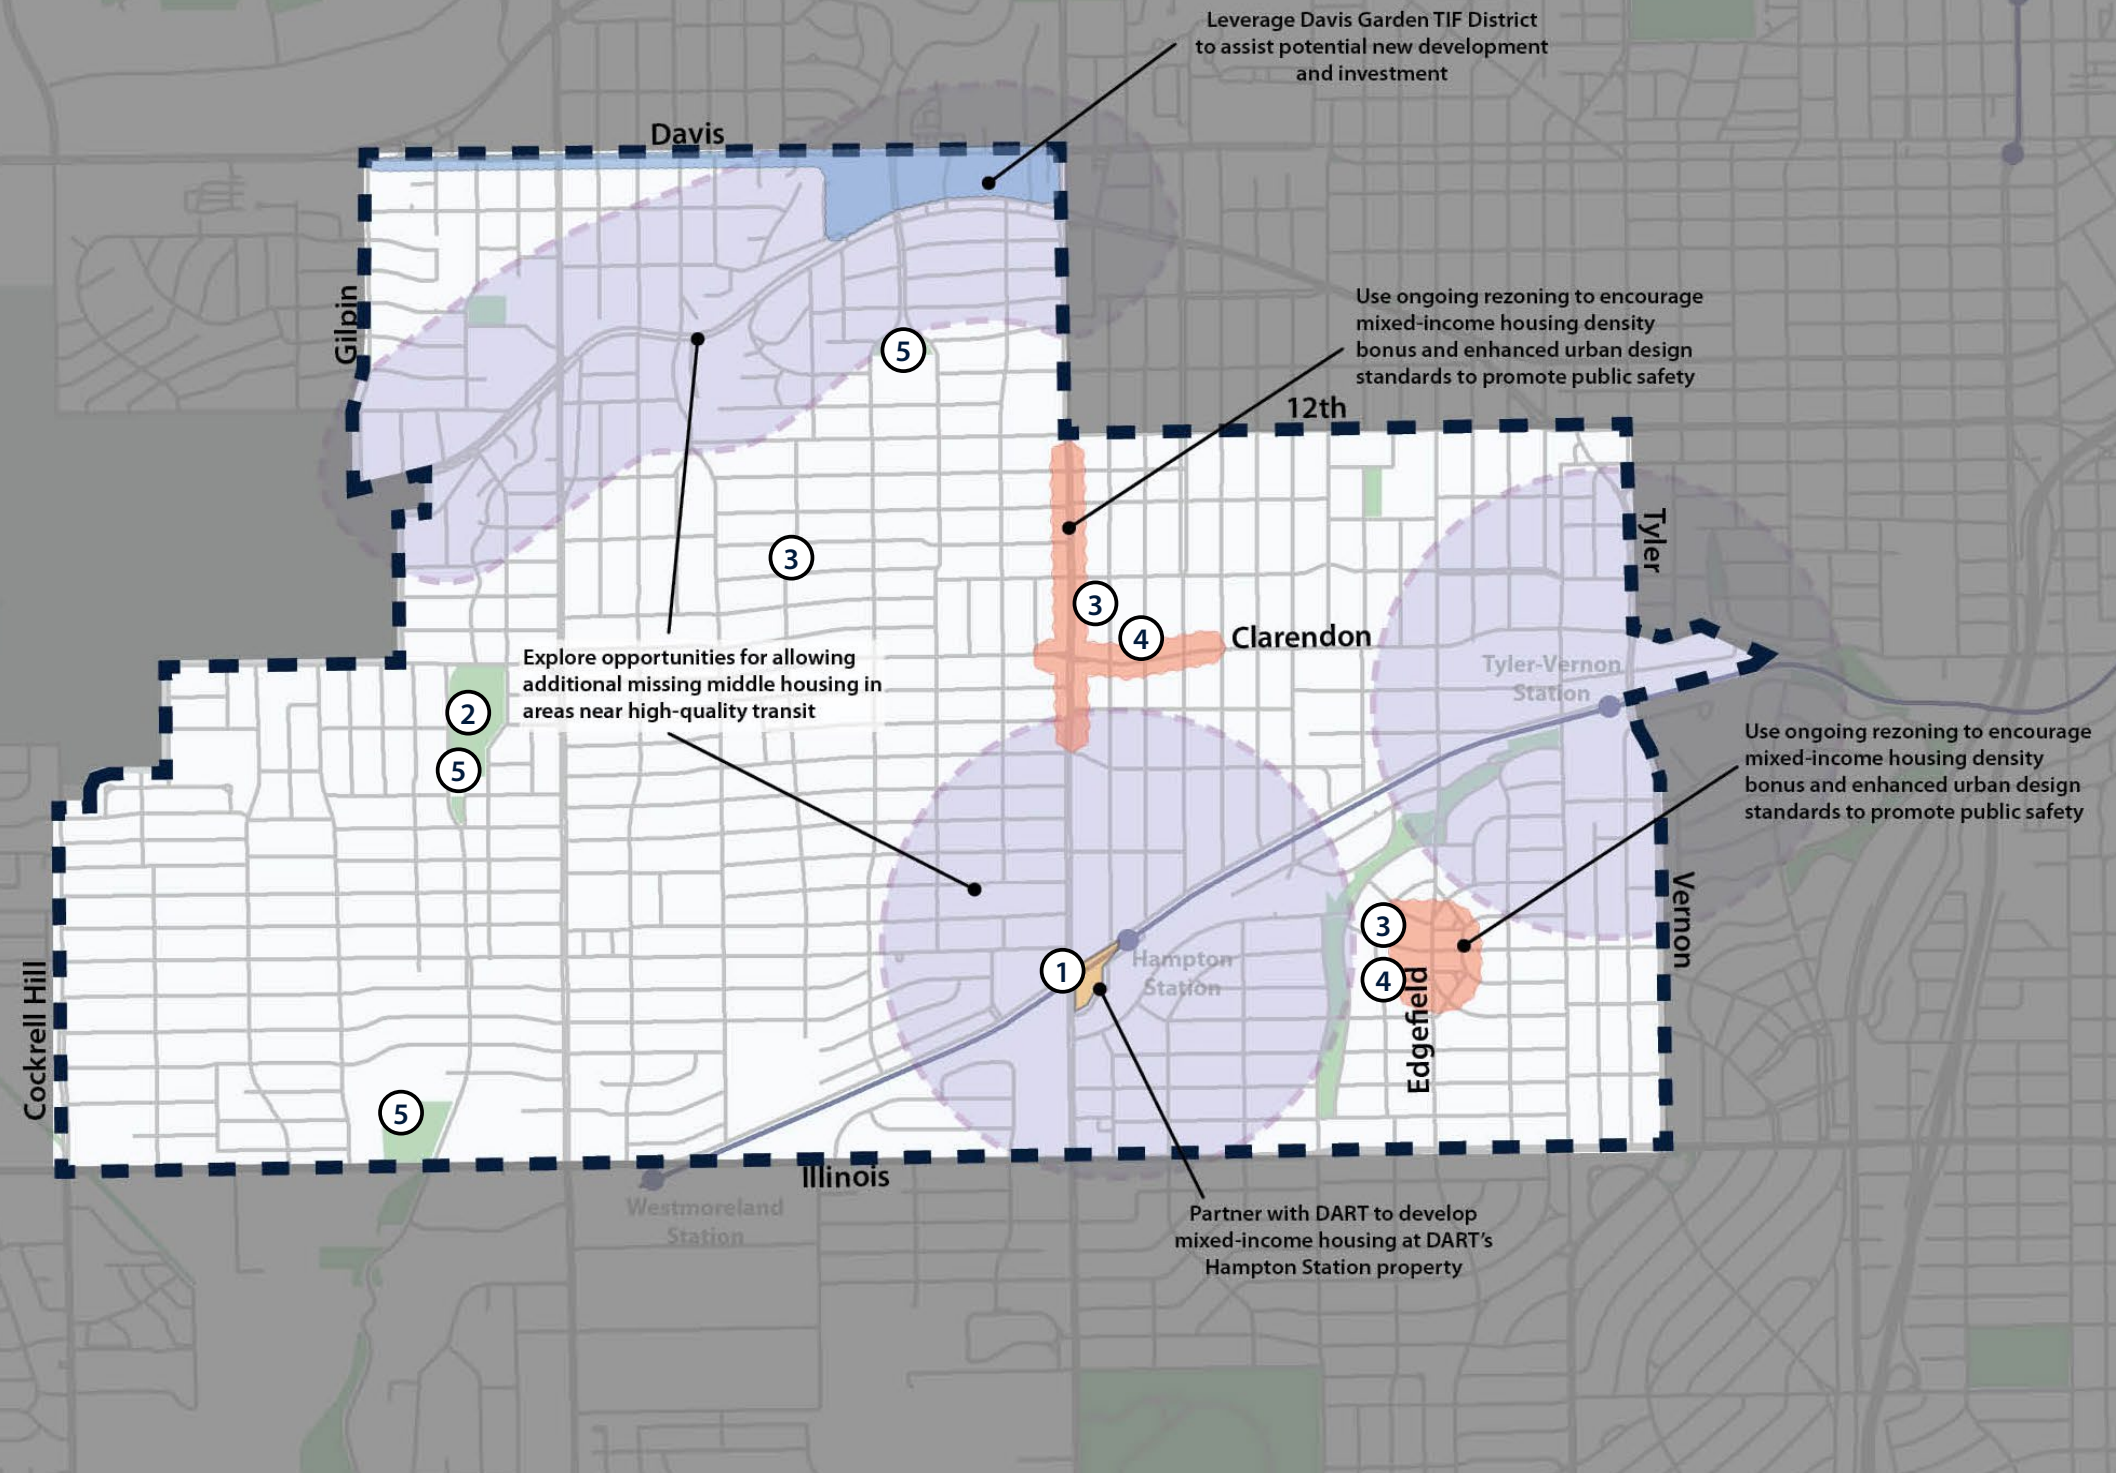 Leverage Davis Garden TIF District
to assist potential new development
and investment
Davis
Gilpin
5
Use ongoing rezoning to encourage
mixed-income housing density
bonus and enhanced urban design
standards to promote public safety
12th
Tyler
3
3
4
Clarendon
Explore opportunities for allowing
additional missing middle housing in
areas near high-quality transit
Tyler-Vernon
Station
2
5
Use ongoing rezoning to encourage
mixed-income housing density
bonus and enhanced urban design
standards to promote public safety
Vernon
3
4
Edgefield
1
Hampton
Station
Cockrell Hill
5
Illinois
Westmoreland
Station
Partner with DART to develop
mixed-income housing at DART's
Hampton Station property